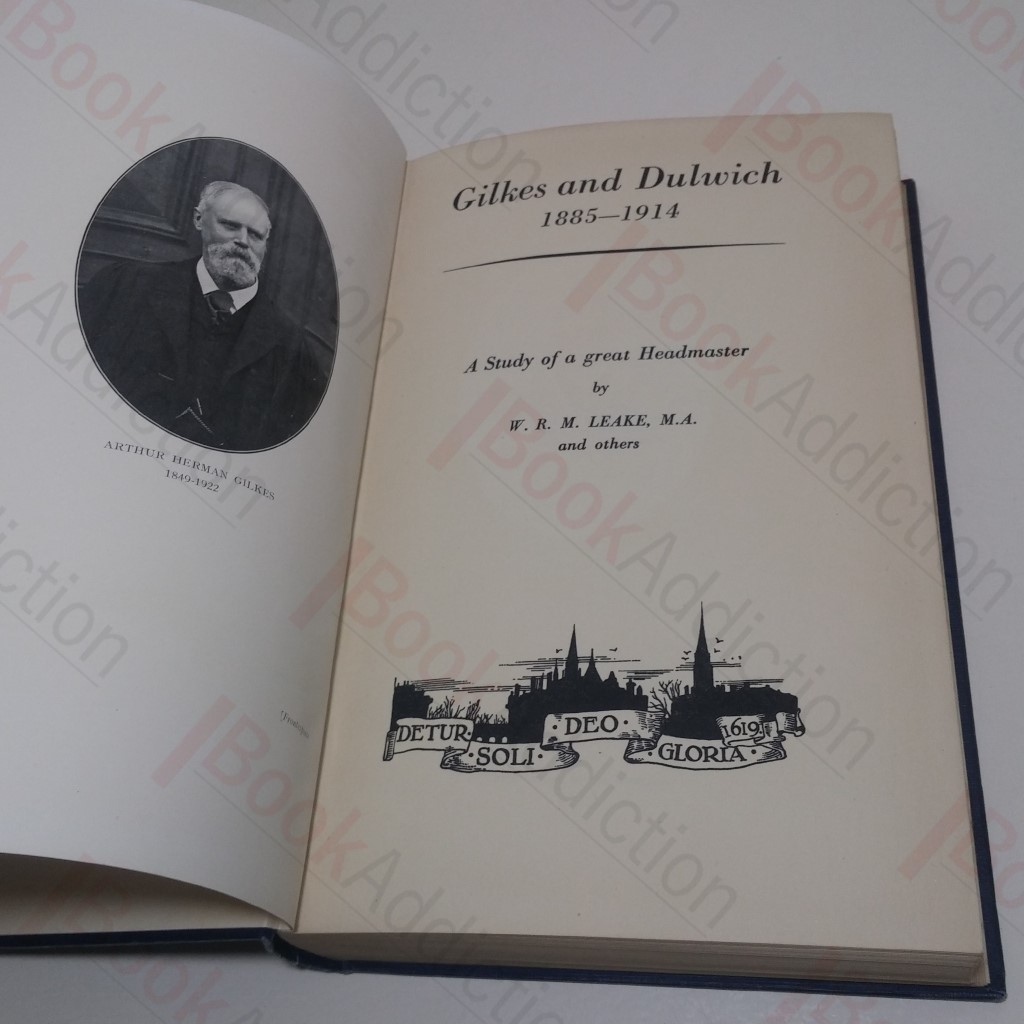 ARTHUR HERMAN GILKES
1849-1922
Gilkes and Dulwich
1885—1914
A Study of a great Headmaster
by
W. R. M. LEAKE, M.A.
and others
DETUR · SOLI · DEO · GLORIA · 1619.
BookAddiction